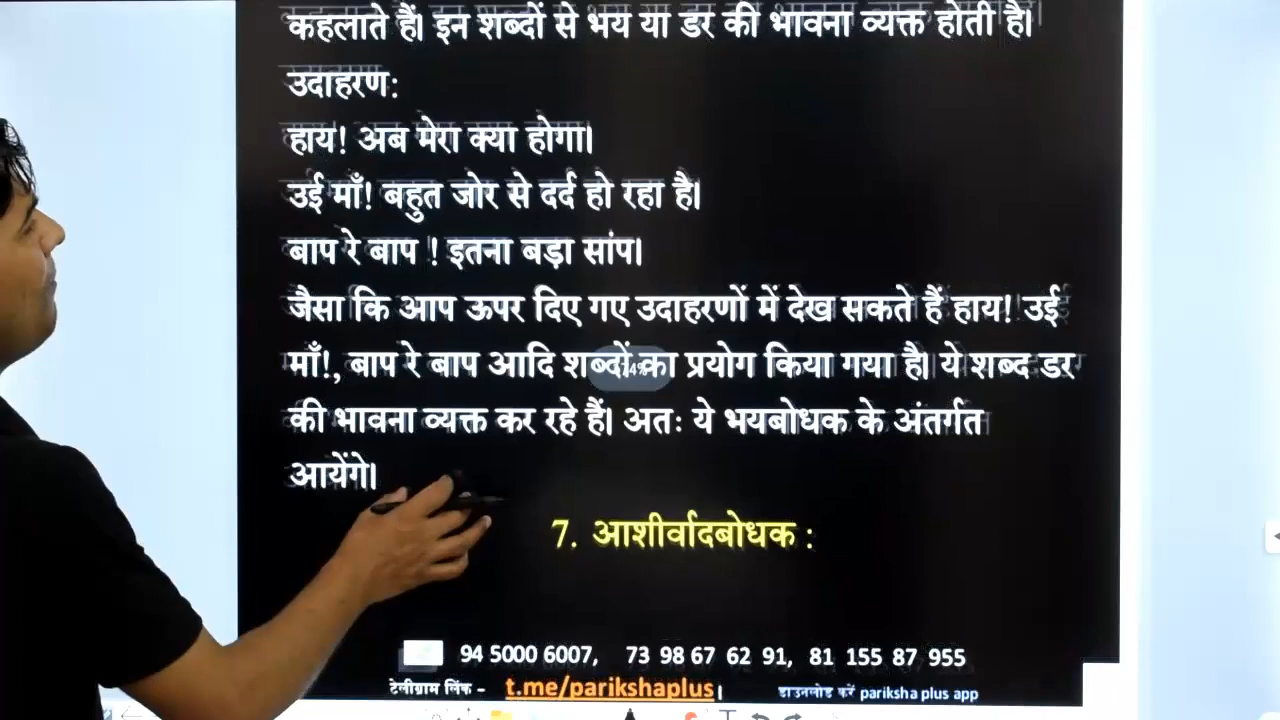 कहलाते हैं। इन शब्दों से भय या डर की भावना व्यक्त होती है।
उदाहरण:
हाय! अब मेरा क्या होगा।
उई माँ! बहुत जोर से दर्द हो रहा है।
बाप रे बाप ! इतना बड़ा सांप।
जैसा कि आप ऊपर दिए गए उदाहरणों में देख सकते हैं हाय! उई
माँ!, बाप रे बाप आदि शब्दों का प्रयोग किया गया है। ये शब्द डर
की भावना व्यक्त कर रहे हैं। अतः ये भयबोधक के अंतर्गत
आयेंगे।
7. आशीर्वादबोधक :
94 5000 6007, 73 98 67 62 91, 81 155 87 955
टेलीग्राम लिंक - t.me/parikshaplus। डाउनलोड करें pariksha plus app